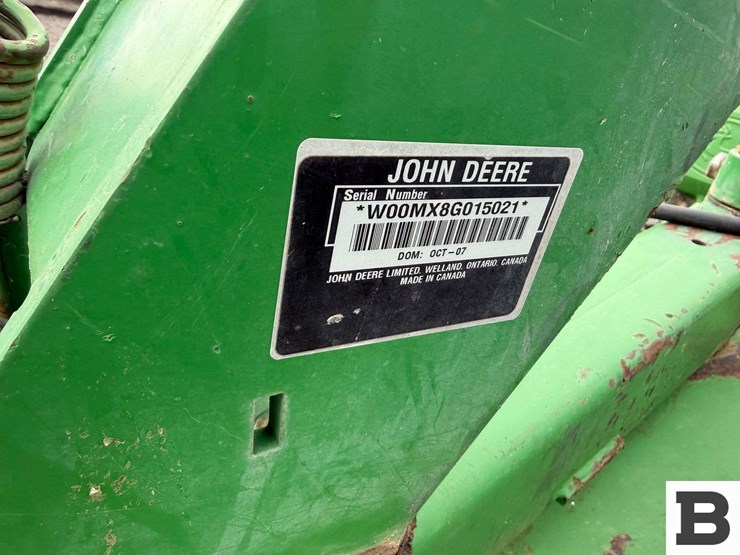 JOHN DEERE
Serial Number
*W00MX8G015021*
DOM: OCT-07
JOHN DEERE LIMITED, WELLAND, ONTARIO, CANADA
MADE IN CANADA
B